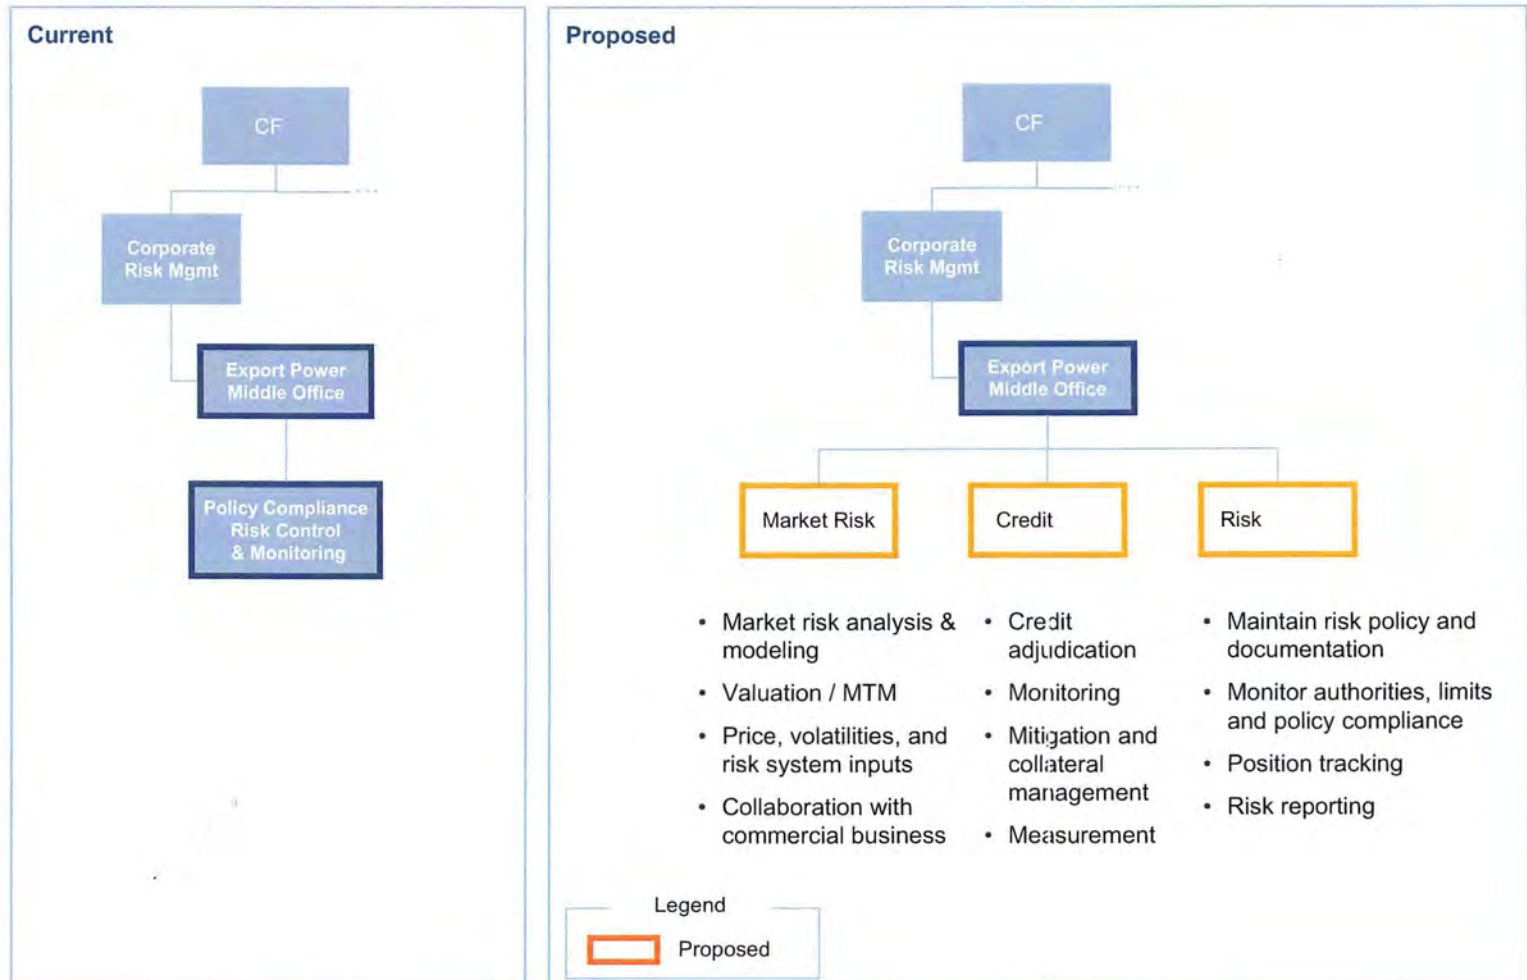 Current
CF
Corporate
Risk Mgmt
Export Power
Middle Office
Policy Compliance
Risk Control
& Monitoring
Proposed
CF
Corporate
Risk Mgmt
Export Power
Middle Office
Market Risk
Credit
Risk
• Market risk analysis &
modeling
• Valuation / MTM
• Price, volatilities, and
risk system inputs
• Collaboration with
commercial business
• Credit
adjudication
• Monitoring
• Mitigation and
collateral
management
• Measurement
• Maintain risk policy and
documentation
• Monitor authorities, limits
and policy compliance
• Position tracking
• Risk reporting
Legend
Proposed